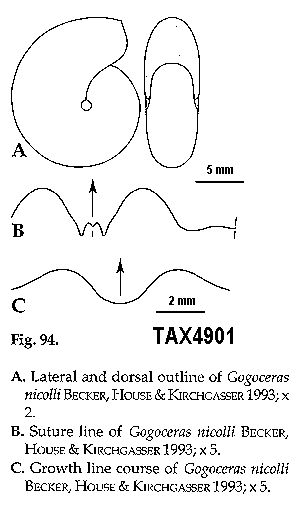 A
5 mm
B
C
2 mm
Fig. 94.
TAX4901
A. Lateral and dorsal outline of Gogoceras
nicolli BECKER, HOUSE & KIRCHGASSER 1993; x
2.
B. Suture line of Gogoceras nicolli BECKER,
HOUSE & KIRCHGASSER 1993; x 5.
C. Growth line course of Gogoceras nicolli
BECKER, HOUSE & KIRCHGASSER 1993; x 5.